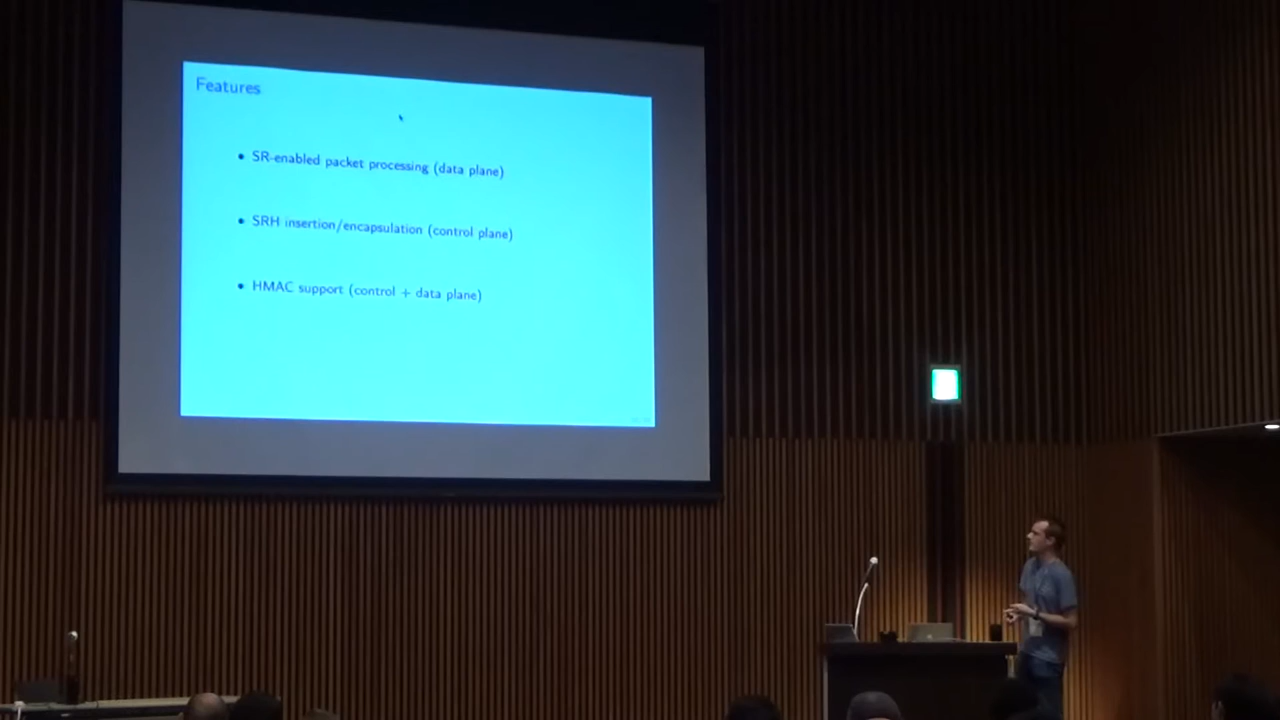 Features
• SR-enabled packet processing (data plane)
• SRH insertion/encapsulation (control plane)
• HMAC support (control + data plane)